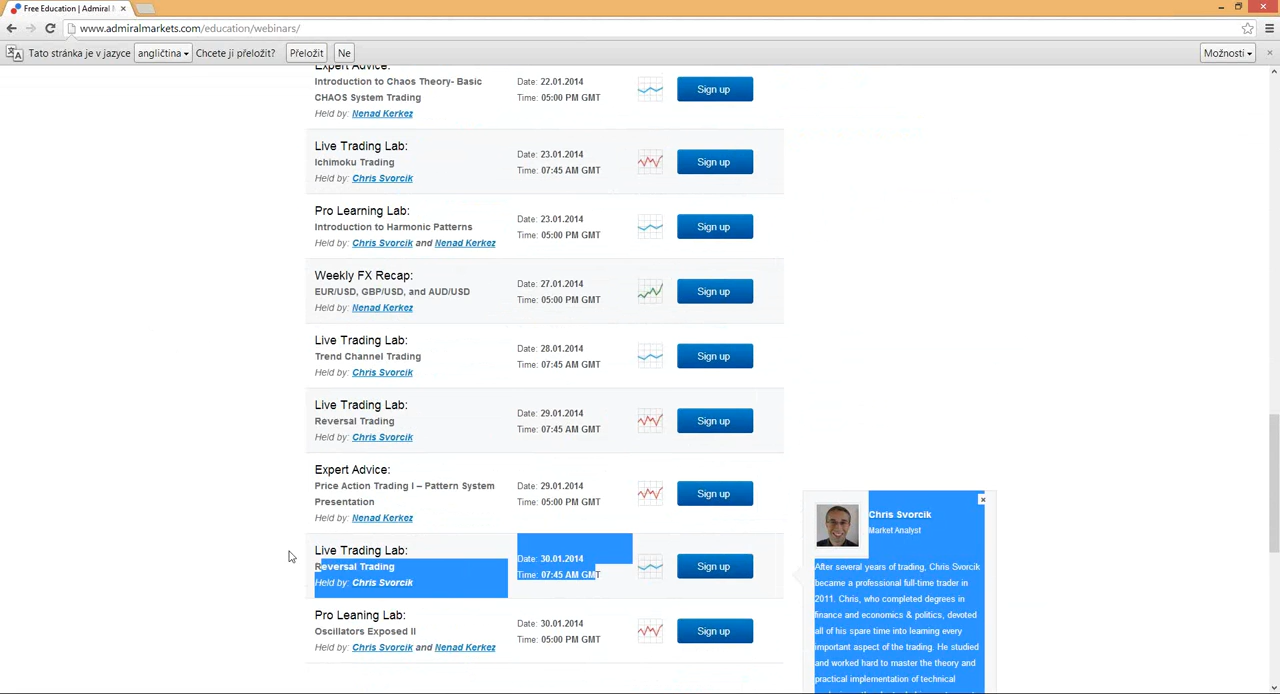 Free Education | Admiral M
www.admiralmarkets.com/education/webinars/
Tato stránka je v jazyce angličtina Chcete ji přeložit? Přeložit Ne Možnosti
Expert Advice:
Introduction to Chaos Theory- Basic
CHAOS System Trading
Held by: Nenad Kerkez
Date: 22.01.2014
Time: 05:00 PM GMT
Sign up
Live Trading Lab:
Ichimoku Trading
Held by: Chris Svorcik
Date: 23.01.2014
Time: 07:45 AM GMT
Sign up
Pro Learning Lab:
Introduction to Harmonic Patterns
Held by: Chris Svorcik and Nenad Kerkez
Date: 23.01.2014
Time: 05:00 PM GMT
Sign up
Weekly FX Recap:
EUR/USD, GBP/USD, and AUD/USD
Held by: Nenad Kerkez
Date: 27.01.2014
Time: 05:00 PM GMT
Sign up
Live Trading Lab:
Trend Channel Trading
Held by: Chris Svorcik
Date: 28.01.2014
Time: 07:45 AM GMT
Sign up
Live Trading Lab:
Reversal Trading
Held by: Chris Svorcik
Date: 29.01.2014
Time: 07:45 AM GMT
Sign up
Expert Advice:
Price Action Trading I – Pattern System
Presentation
Held by: Nenad Kerkez
Date: 29.01.2014
Time: 05:00 PM GMT
Sign up
Live Trading Lab:
Reversal Trading
Held by: Chris Svorcik
Date: 30.01.2014
Time: 07:45 AM GMT
Sign up
Pro Leaning Lab:
Oscillators Exposed II
Held by: Chris Svorcik and Nenad Kerkez
Date: 30.01.2014
Time: 05:00 PM GMT
Sign up
Chris Svorcik
Market Analyst
After several years of trading, Chris Svorcik
became a professional full-time trader in
2011. Chris, who completed degrees in
finance and economics & politics, devoted
all of his spare time into learning every
important aspect of the trading. He studied
and worked hard to master the theory and
practical implementation of technical